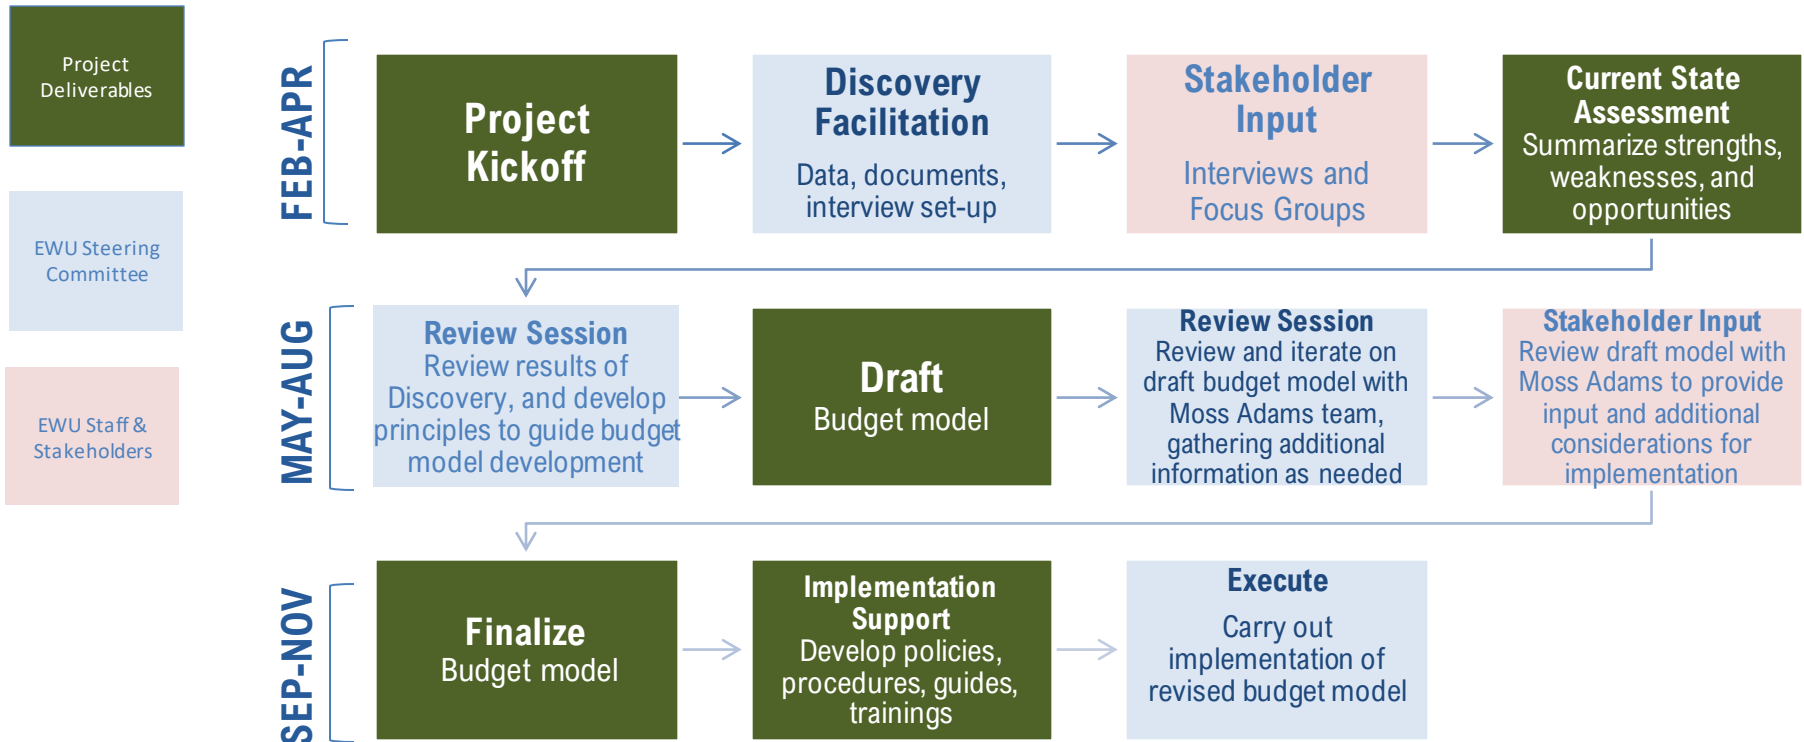 Project
Deliverables
EWU Steering
Committee
EWU Staff &
Stakeholders
FEB-APR
Project
Kickoff
Discovery
Facilitation
Data, documents,
interview set-up
Stakeholder
Input
Interviews and
Focus Groups
Current State
Assessment
Summarize strengths,
weaknesses, and
opportunities
MAY-AUG
Review Session
Review results of
Discovery, and develop
principles to guide budget
model development
Draft
Budget model
Review Session
Review and iterate on
draft budget model with
Moss Adams team,
gathering additional
information as needed
Stakeholder Input
Review draft model with
Moss Adams to provide
input and additional
considerations for
implementation
SEP-NOV
Finalize
Budget model
Implementation
Support
Develop policies,
procedures, guides,
trainings
Execute
Carry out
implementation of
revised budget model